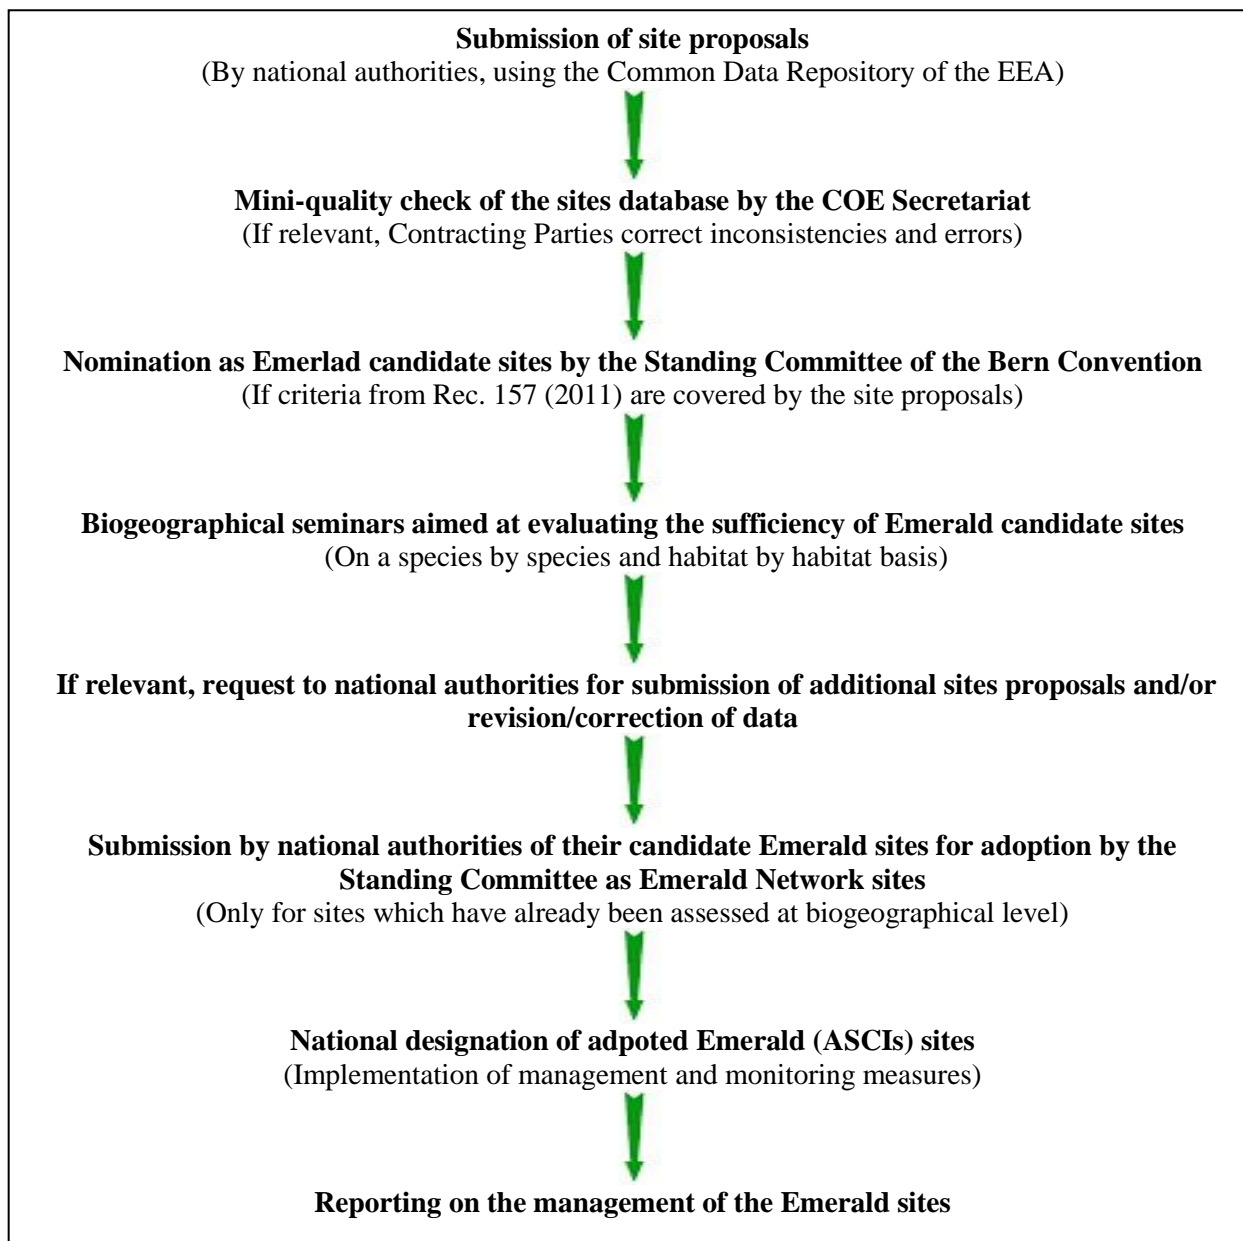 Submission of site proposals
(By national authorities, using the Common Data Repository of the EEA)
Mini-quality check of the sites database by the COE Secretariat
(If relevant, Contracting Parties correct inconsistencies and errors)
Nomination as Emerlad candidate sites by the Standing Committee of the Bern Convention
(If criteria from Rec. 157 (2011) are covered by the site proposals)
Biogeographical seminars aimed at evaluating the sufficiency of Emerald candidate sites
(On a species by species and habitat by habitat basis)
If relevant, request to national authorities for submission of additional sites proposals and/or
revision/correction of data
Submission by national authorities of their candidate Emerald sites for adoption by the
Standing Committee as Emerald Network sites
(Only for sites which have already been assessed at biogeographical level)
National designation of adpoted Emerald (ASCIs) sites
(Implementation of management and monitoring measures)
Reporting on the management of the Emerald sites